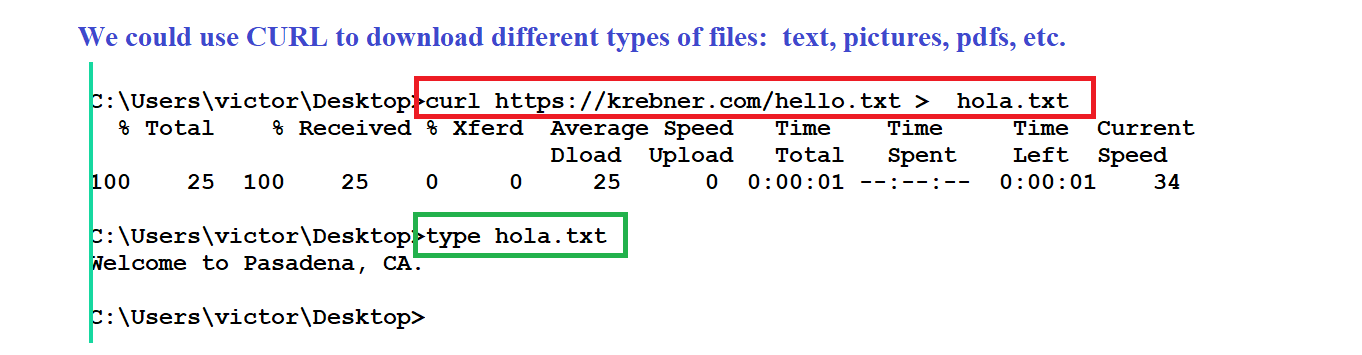 We could use CURL to download different types of files:  text, pictures, pdfs, etc.
C:\Users\victor\Desktop>curl https://krebner.com/hello.txt >  hola.txt
  % Total    % Received % Xferd  Average Speed   Time    Time     Time  Current
                                 Dload  Upload   Total   Spent    Left  Speed
100    25  100    25    0     0     25      0  0:00:01 --:--:--  0:00:01    34
C:\Users\victor\Desktop>type hola.txt
Welcome to Pasadena, CA.
C:\Users\victor\Desktop>